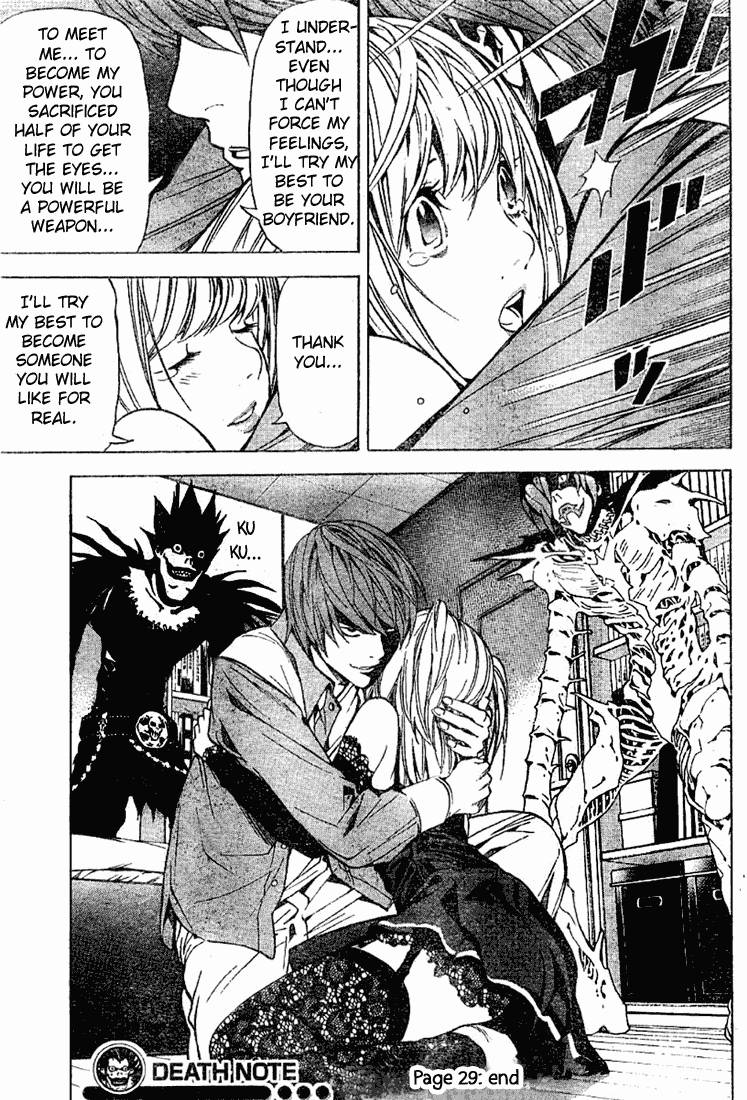 I UNDER-
STAND...
EVEN
THOUGH
I CAN'T
FORCE MY
FEELINGS,
I'LL TRY MY
BEST TO
BE YOUR
BOYFRIEND.
TO MEET
ME... TO
BECOME MY
POWER, YOU
SACRIFICED
HALF OF YOUR
LIFE TO GET
THE EYES...
YOU WILL BE
A POWERFUL
WEAPON...
THANK
YOU...
I'LL TRY
MY BEST TO
BECOME
SOMEONE
YOU WILL
LIKE FOR
REAL.
KU
KU...
DEATH NOTE
Page 29: end